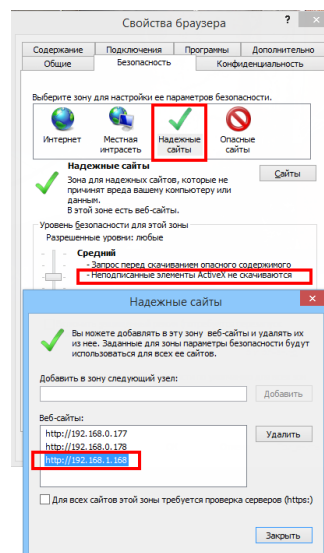 Свойства браузера
?
×
Содержание
Подключения
Программы
Дополнительно
Общие
Безопасность
Конфиденциальность
Выберите зону для настройки ее параметров безопасности.
Интернет
Местная
интрасеть
Надежные
сайты
Опасные
сайты
Надежные сайты
Зона для надежных сайтов, которые не
причинят вреда вашему компьютеру или
данным.
В этой зоне есть веб-сайты.
Сайты
Уровень безопасности для этой зоны
Разрешенные уровни: любые
Средний
- Запрос перед скачиванием опасного содержимого
- Неподписанные элементы ActiveX не скачиваются
Надежные сайты
×
Вы можете добавлять в эту зону веб-сайты и удалять их
из нее. Заданные для зоны параметры безопасности будут
использоваться для всех ее сайтов.
Добавить в зону следующий узел:
Добавить
Веб-сайты:
http://192.168.0.177
http://192.168.0.178
http://192.168.1.168
Удалить
Для всех сайтов этой зоны требуется проверка серверов (https:)
Закрыть